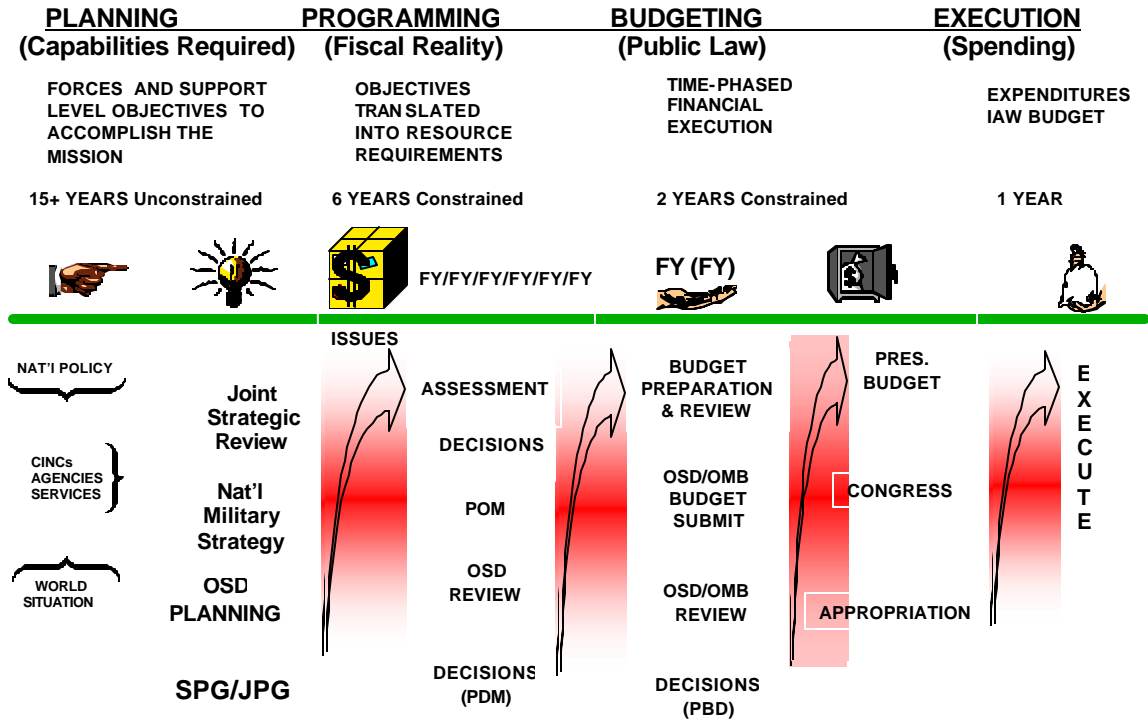 PLANNING
(Capabilities Required)
FORCES AND SUPPORT
LEVEL OBJECTIVES TO
ACCOMPLISH THE
MISSION
15+ YEARS Unconstrained
PROGRAMMING
(Fiscal Reality)
OBJECTIVES
TRANSLATED
INTO RESOURCE
REQUIREMENTS
6 YEARS Constrained
$
FY/FY/FY/FY/FY/FY
BUDGETING
(Public Law)
TIME-PHASED
FINANCIAL
EXECUTION
2 YEARS Constrained
FY (FY)
$
EXECUTION
(Spending)
EXPENDITURES
IAW BUDGET
1 YEAR
NAT'I POLICY
CINCs
AGENCIES
SERVICES
WORLD
SITUATION
Joint
Strategic
Review
Nat'l
Military
Strategy
OSD
PLANNING
SPG/JPG
ISSUES
ASSESSMENT
DECISIONS
POM
OSD
REVIEW
DECISIONS
(PDM)
BUDGET
PREPARATION
& REVIEW
OSD/OMB
BUDGET
SUBMIT
OSD/OMB
REVIEW
DECISIONS
(PBD)
PRES.
BUDGET
CONGRESS
APPROPRIATION
E
X
E
C
U
T
E